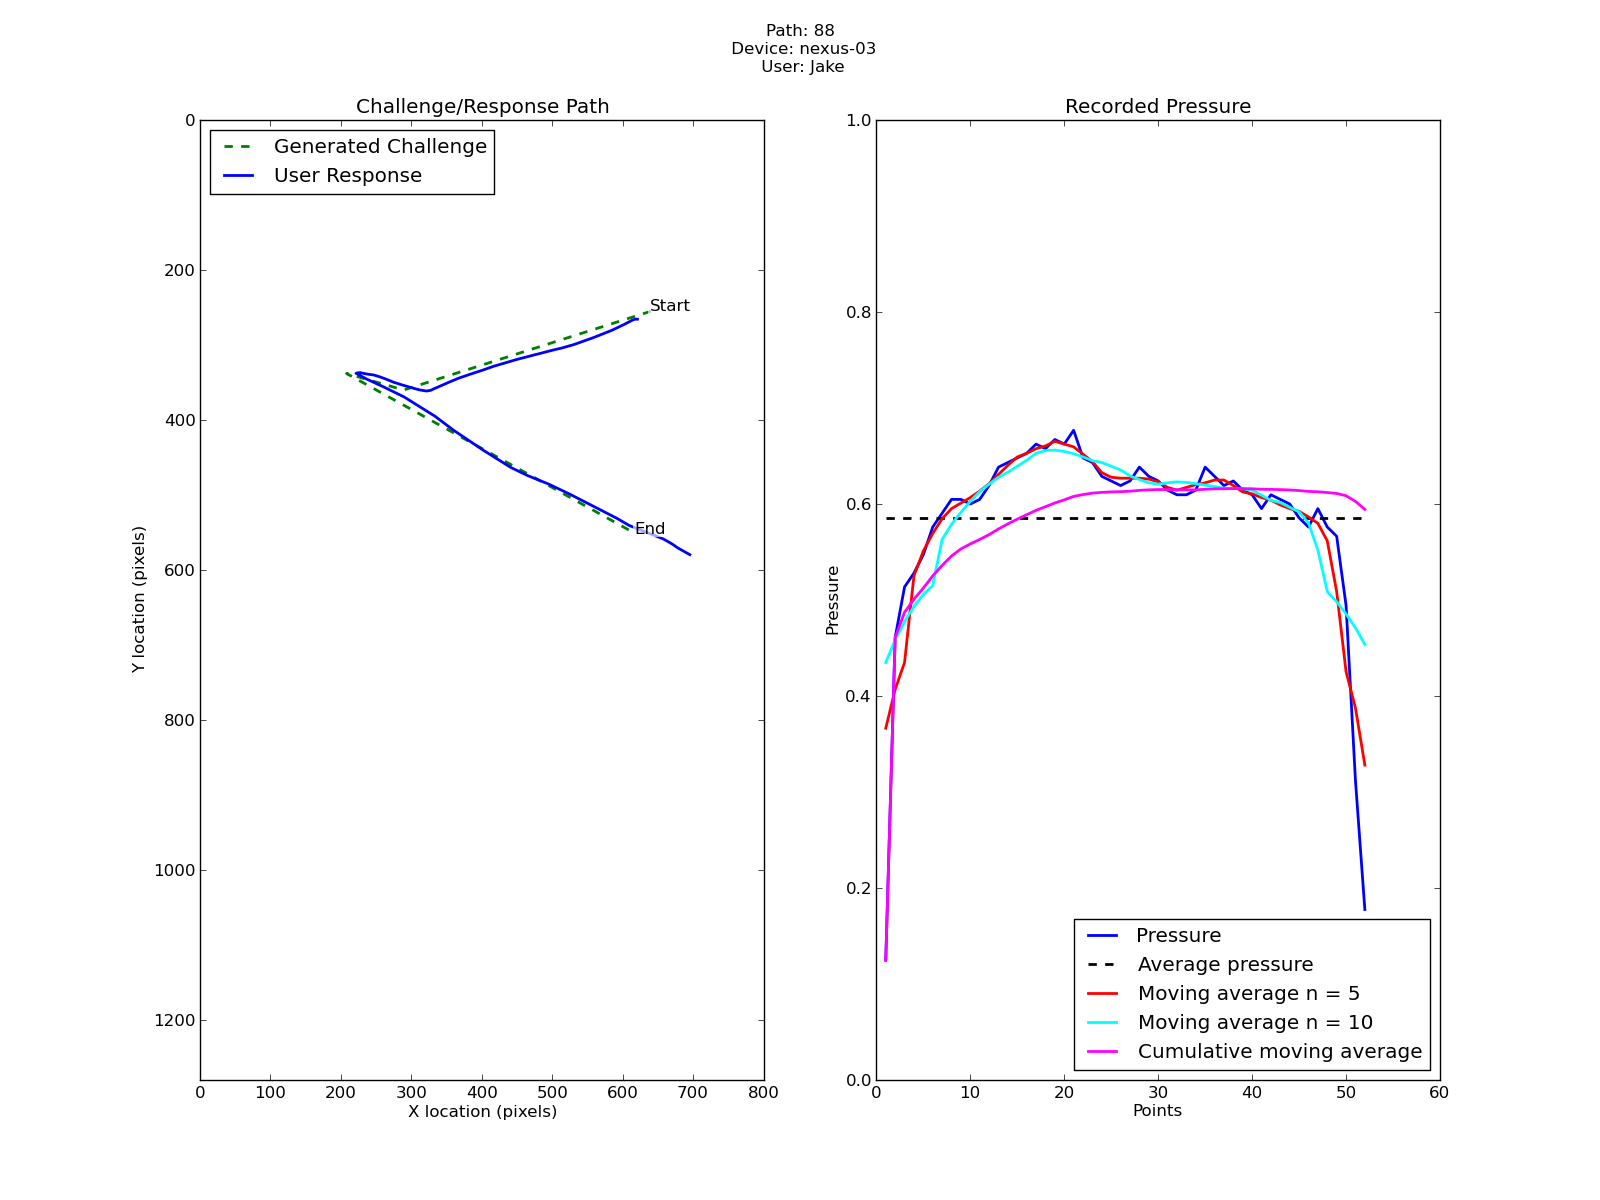 Path: 88
Device: nexus-03
User: Jake
Challenge/Response Path
0
200
400
600
800
1000
1200
Y location (pixels)
Generated Challenge
User Response
Start
End
0 100 200 300 400 500 600 700 800
X location (pixels)
Recorded Pressure
1.0
0.8
0.6
0.4
0.2
0.0
Pressure
Pressure
Average pressure
Moving average n = 5
Moving average n = 10
Cumulative moving average
0 10 20 30 40 50 60
Points